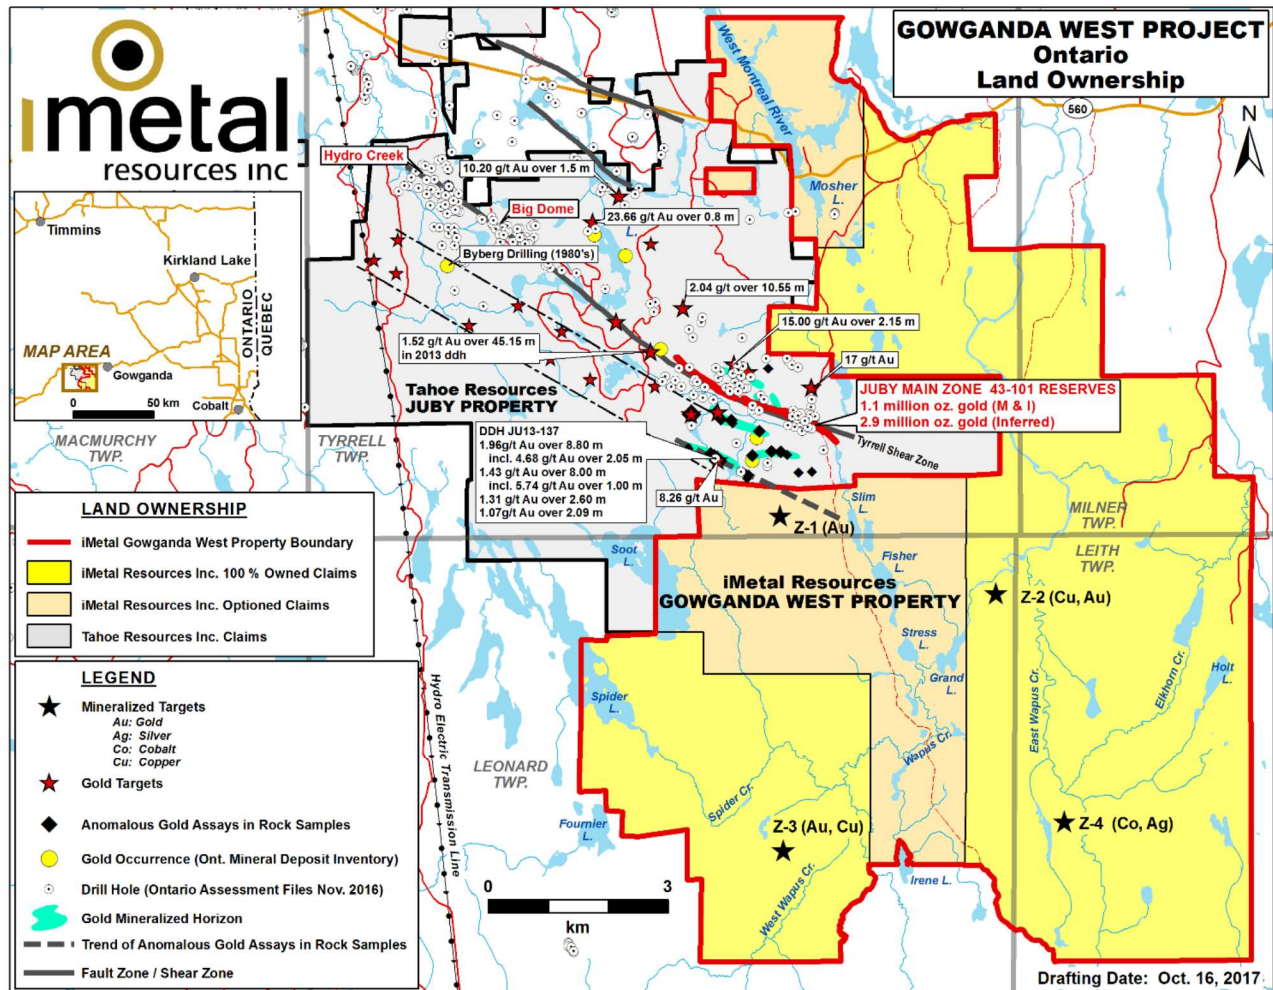 GOWGANDA WEST PROJECT
Ontario
Land Ownership
imetal
resources inc
560
N
West Montreal River
Hydro Creek
10.20 g/t Au over 1.5 m
Mosher
L.
Big Dome
23.66 g/t Au over 0.8 m
L.
Byberg Drilling (1980's)
Timmins
Kirkland Lake
ONTARIO
QUEBEC
MAP AREA
Gowganda
0 50 km
Cobalt
2.04 g/t over 10.55 m
15.00 g/t Au over 2.15 m
1.52 g/t Au over 45.15 m
in 2013 ddh
17 g/t Au
JUBY MAIN ZONE 43-101 RESERVES
1.1 million oz. gold (M & I)
2.9 million oz. gold (Inferred)
Tahoe Resources
JUBY PROPERTY
Tyrrell Shear Zone
MACMURCHY
TWP.
TYRRELL
TWP.
DDH JU13-137
1.96g/t Au over 8.80 m
incl. 4.68 g/t Au over 2.05 m
1.43 g/t Au over 8.00 m
incl. 5.74 g/t Au over 1.00 m
1.31 g/t Au over 2.60 m
1.07g/t Au over 2.09 m
8.26 g/t Au
Slim
L.
Z-1 (Au)
MILNER
TWP.
LEITH
TWP.
Soot
L.
Fisher
L.
iMetal Resources
GOWGANDA WEST PROPERTY
Z-2 (Cu, Au)
Stress
L.
Grand
L.
Holt
L.
Elkhorn Cr.
East Wapus Cr.
Spider
L.
Wapus Cr.
LEONARD
TWP.
Spider Cr.
Fournier
L.
Z-3 (Au, Cu)
Z-4 (Co, Ag)
West Wapus Cr.
Irene L.
Hydro Electric Transmission Line
LAND OWNERSHIP
iMetal Gowganda West Property Boundary
iMetal Resources Inc. 100 % Owned Claims
iMetal Resources Inc. Optioned Claims
Tahoe Resources Inc. Claims
LEGEND
Mineralized Targets
Au: Gold
Ag: Silver
Co: Cobalt
Cu: Copper
Gold Targets
Anomalous Gold Assays in Rock Samples
Gold Occurrence (Ont. Mineral Deposit Inventory)
Drill Hole (Ontario Assessment Files Nov. 2016)
Gold Mineralized Horizon
Trend of Anomalous Gold Assays in Rock Samples
Fault Zone / Shear Zone
0 3
km
Drafting Date: Oct. 16, 2017